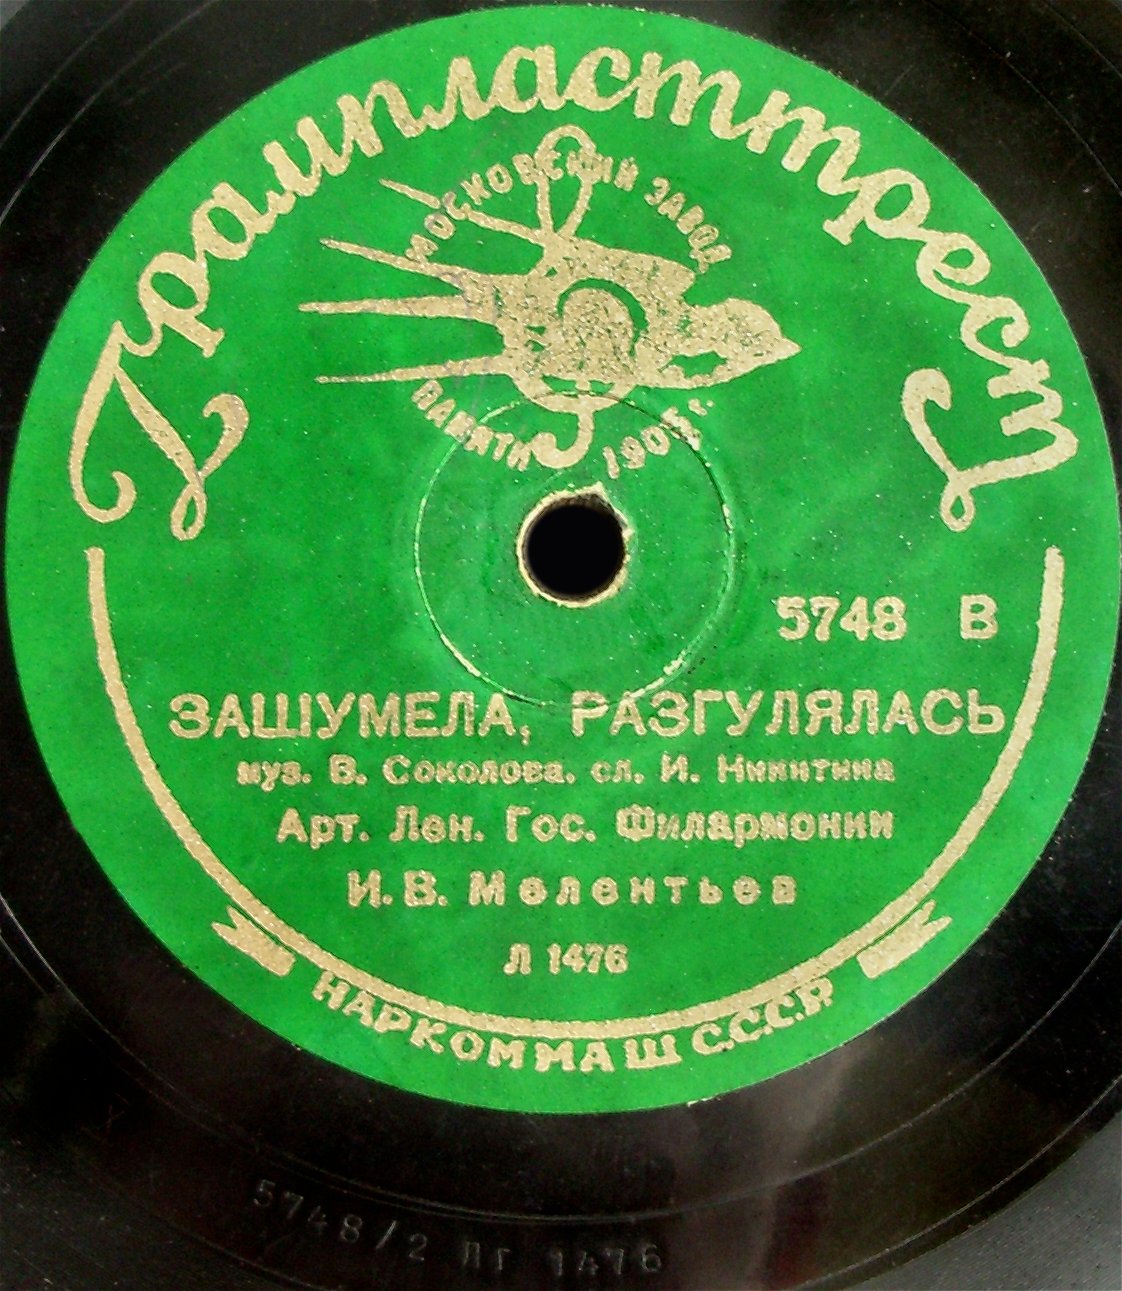 Грампласттрест
МОСКОВСКИЙ ЗАВОД
ПАМЯТИ 1905 г.
5748 В
ЗАШУМЕЛА, РАЗГУЛЯЛАСЬ
муз. В. Соколова. сл. И. Никитина
Арт. Лен. Гос. Филармонии
И. В. Мелентьев
Л 1476
НАРКОММАШ С.С.С.Р
5748/2 ЛГ 1476